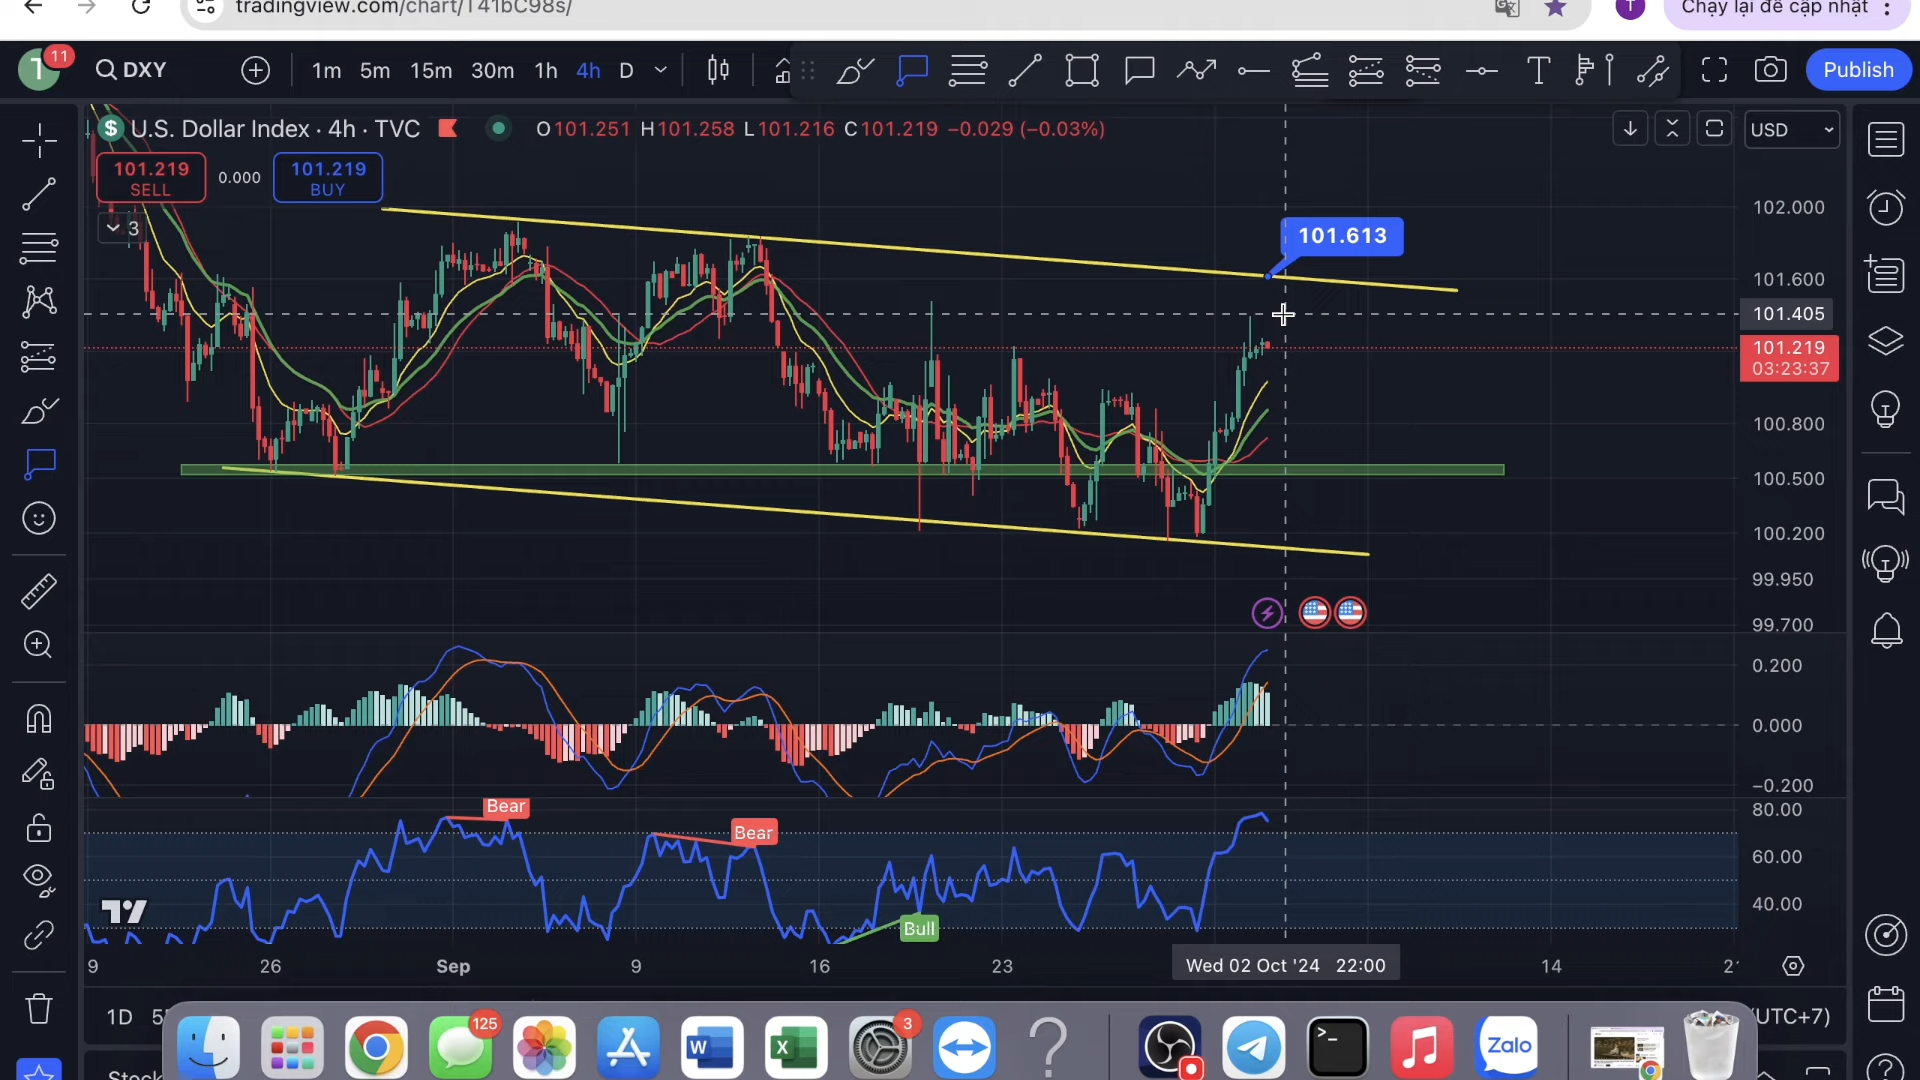 tradingview.com/chart/T41bC98s/
T
Chạy lại để cập nhật
1
11
DXY
1m 5m 15m 30m 1h 4h D
T
Publish
$ U.S. Dollar Index · 4h · TVC
O101.251 H101.258 L101.216 C101.219 −0.029 (−0.03%)
USD
101.219
SELL
0.000
101.219
BUY
3
102.000
101.613
101.600
101.405
101.219
03:23:37
100.800
100.500
100.200
99.950
99.700
0.200
0.000
−0.200
80.00
60.00
40.00
Bear
Bear
Bull
9 26 Sep 9 16 23 Wed 02 Oct '24 22:00 14
1D
UTC+7)
125
W
X
3
?
>_
Zalo